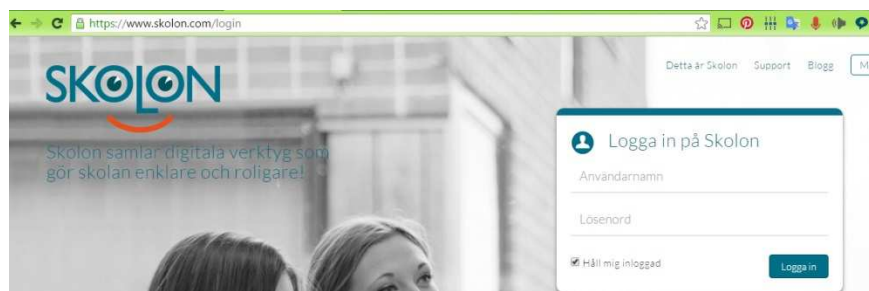 https://www.skolon.com/login
Detta är Skolon Support Blogg M
SKOLON
Skolon samlar digitala verktyg som
gör skolan enklare och roligare!
Logga in på Skolon
Användarnamn
Lösenord
Håll mig inloggad
Logga in